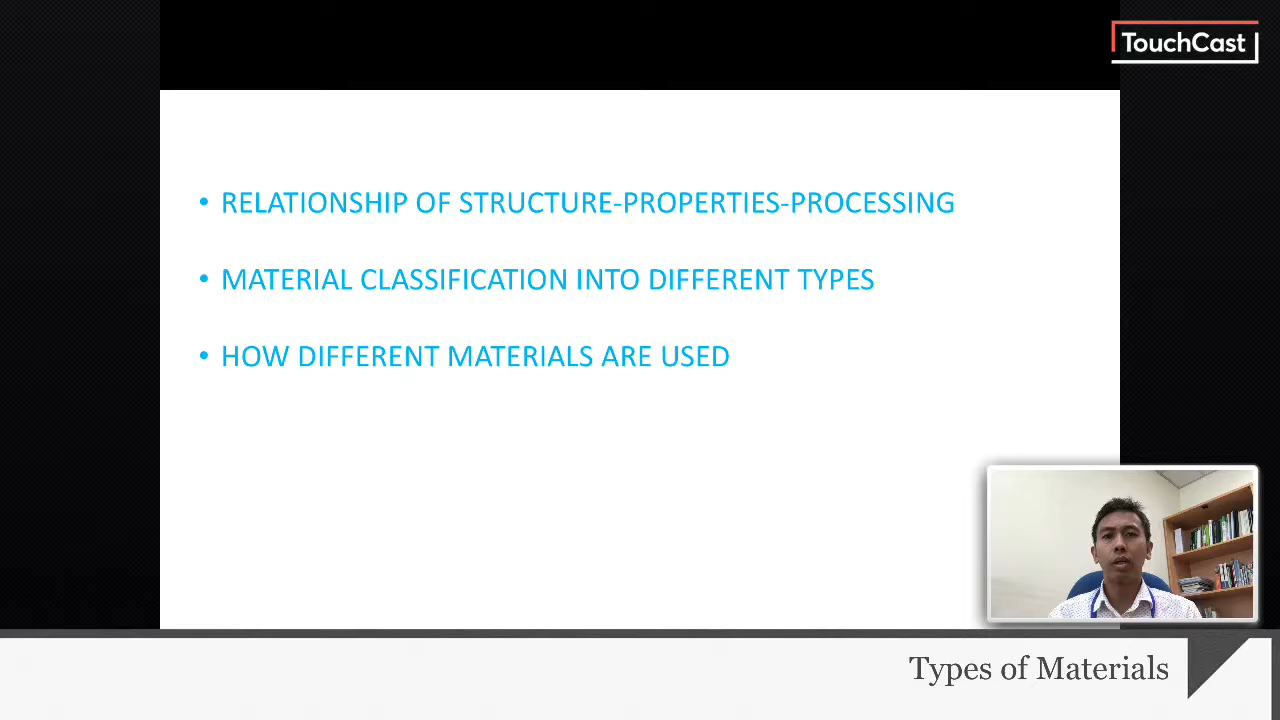 TouchCast
• RELATIONSHIP OF STRUCTURE-PROPERTIES-PROCESSING
• MATERIAL CLASSIFICATION INTO DIFFERENT TYPES
• HOW DIFFERENT MATERIALS ARE USED
Types of Materials